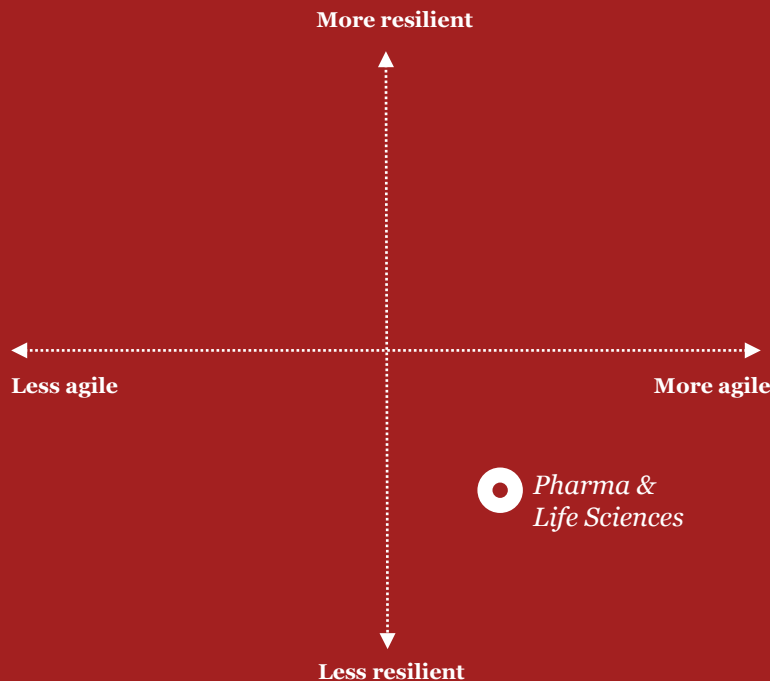 More resilient
Less agile
More agile
Pharma &
Life Sciences
Less resilient